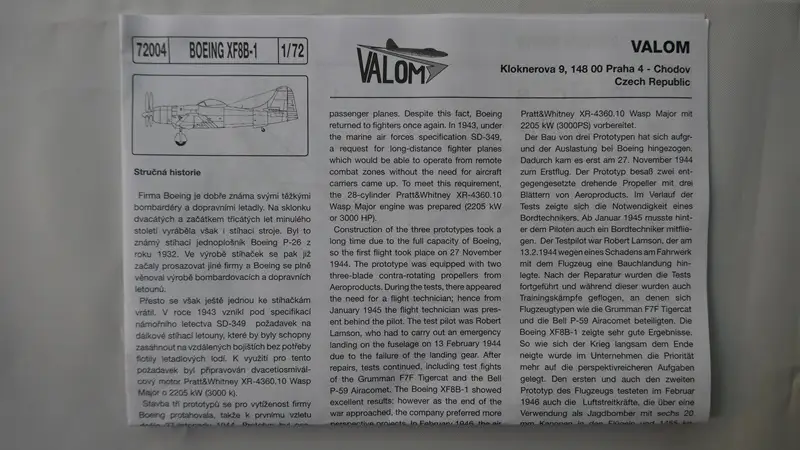 72004
BOEING XF8B-1
1/72
VALOM
VALOM
Kloknerova 9, 148 00 Praha 4 - Chodov
Czech Republic
Stručná historie
Firma Boeing je dobře známa svými těžkými
bombardéry a dopravními letadly. Na sklonku
dvacátých a začátkem třicátých let minulého
století vyráběla však i stíhací stroje. Byl to
známý stíhací jednoplošník Boeing P-26 z
roku 1932. Ve výrobě stíhaček se pak již
začaly prosazovat jiné firmy a Boeing se plně
věnoval výrobě bombardovacích a dopravních
letounů.
Přesto se však ještě jednou ke stíhačkám
vrátil. V roce 1943 vznikl pod specifikací
námořního letectva SD-349 požadavek na
dálkové stíhací letouny, které by byly schopny
zasáhnout na vzdálených bojištích bez potřeby
flotily letadlových lodí. K využití pro tento
požadavek byl připravován dvacetiosmivál-
cový motor Pratt&Whitney XR-4360.10 Wasp
Major o 2205 kW (3000 k).
Stavba tří prototypů se pro vytíženost firmy
Boeing protahovala, takže k prvnímu vzletu
passenger planes. Despite this fact, Boeing
returned to fighters once again. In 1943, under
the marine air forces specification SD-349,
a request for long-distance fighter planes
which would be able to operate from remote
combat zones without the need for aircraft
carriers came up. To meet this requirement,
the 28-cylinder Pratt&Whitney XR-4360.10
Wasp Major engine was prepared (2205 kW
or 3000 HP).
Construction of the three prototypes took a
long time due to the full capacity of Boeing,
so the first flight took place on 27 November
1944. The prototype was equipped with two
three-blade contra-rotating propellers from
Aeroproducts. During the tests, there appeared
the need for a flight technician; hence from
January 1945 the flight technician was pres-
ent behind the pilot. The test pilot was Robert
Lamson, who had to carry out an emergency
landing on the fuselage on 13 February 1944
due to the failure of the landing gear. After
repairs, tests continued, including test fights
of the Grumman F7F Tigercat and the Bell
P-59 Airacomet. The Boeing XF8B-1 showed
excellent results; however as the end of the
war approached, the company preferred more
perspective projects. In February 1946, the air
Pratt&Whitney XR-4360.10 Wasp Major mit
2205 kW (3000PS) vorbereitet.
Der Bau von drei Prototypen hat sich aufgr-
und der Auslastung bei Boeing hingezogen.
Dadurch kam es erst am 27. November 1944
zum Erstflug. Der Prototyp besaß zwei ent-
gegengesetzte drehende Propeller mit drei
Blättern von Aeroproducts. Im Verlauf der
Tests zeigte sich die Notwendigkeit eines
Bordtechnikers. Ab Januar 1945 musste hint-
er dem Piloten auch ein Bordtechniker mitflie-
gen. Der Testpilot war Robert Lamson, der am
13.2.1944 wegen eines Schadens am Fahrwerk
mit dem Flugzeug eine Bauchlandung hin-
legte. Nach der Reparatur wurden die Tests
fortgeführt und während dieser wurden auch
Trainingskämpfe geflogen, an denen sich
Flugzeugtypen wie die Grumman F7F Tigercat
und die Bell P-59 Airacomet beteiligten. Die
Boeing XF8B-1 zeigte sehr gute Ergebnisse.
So wie sich der Krieg langsam dem Ende
neigte wurde im Unternehmen die Priorität
mehr auf die perspektivreicheren Aufgaben
gelegt. Den ersten und auch den zweiten
Prototyp des Flugzeugs testeten im Februar
1946 auch die Luftstreitkräfte, die über eine
Verwendung als Jagdbomber mit sechs 20